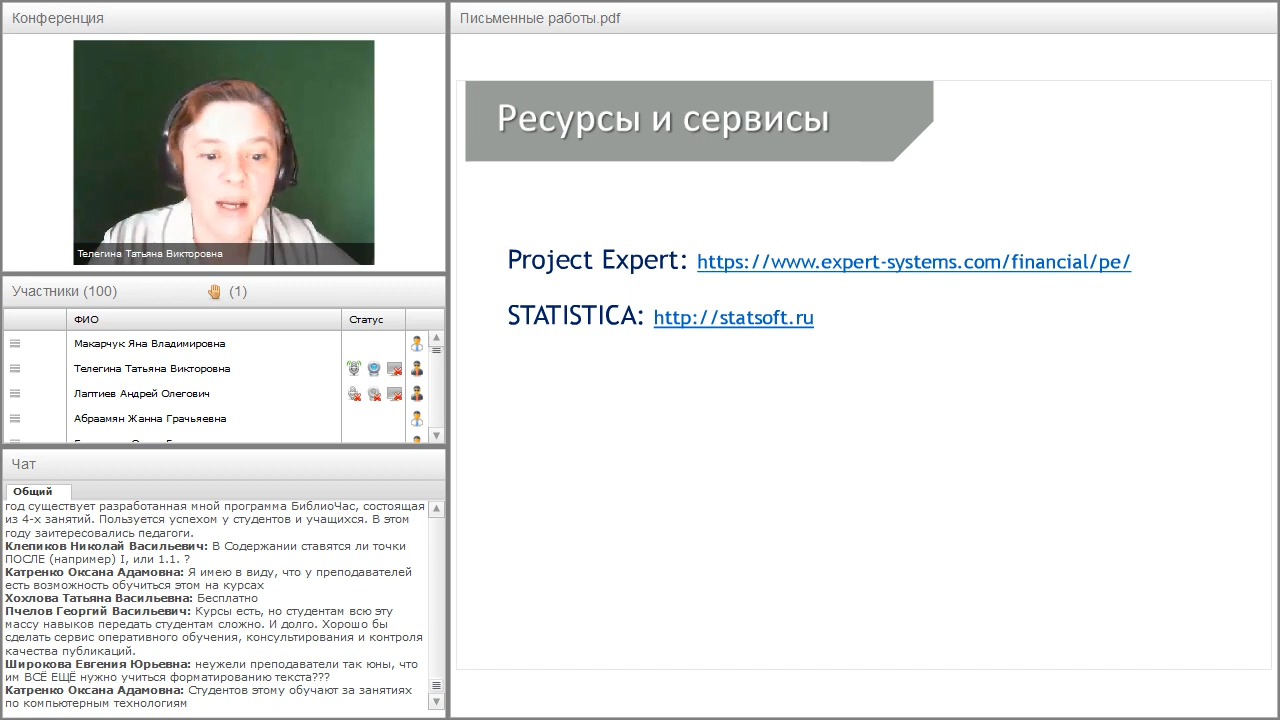 Конференция
Телегина Татьяна Викторовна
Участники (100) (1)
ФИО Статус
Макарчук Яна Владимировна
Телегина Татьяна Викторовна
Лаптиев Андрей Олегович
Абраамян Жанна Грачьяевна
Чат
Общий
год существует разработанная мной программа БиблиоЧас, состоящая
из 4-х занятий. Пользуется успехом у студентов и учащихся. В этом
году заитересовались педагоги.
Клепиков Николай Васильевич: В Содержании ставятся ли точки
ПОСЛЕ (например) I, или 1.1. ?
Катренко Оксана Адамовна: Я имею в виду, что у преподавателей
есть возможность обучиться этом на курсах
Хохлова Татьяна Васильевна: Бесплатно
Пчелов Георгий Васильевич: Курсы есть, но студентам всю эту
массу навыков передать студентам сложно. И долго. Хорошо бы
сделать сервис оперативного обучения, консультирования и контроля
качества публикаций.
Широкова Евгения Юрьевна: неужели преподаватели так юны, что
им ВСЁ ЕЩЁ нужно учиться форматированию текста???
Катренко Оксана Адамовна: Студентов этому обучают за занятиях
по компьютерным технологиям
Письменные работы.pdf
Ресурсы и сервисы
Project Expert: https://www.expert-systems.com/financial/pe/
STATISTICA: http://statsoft.ru